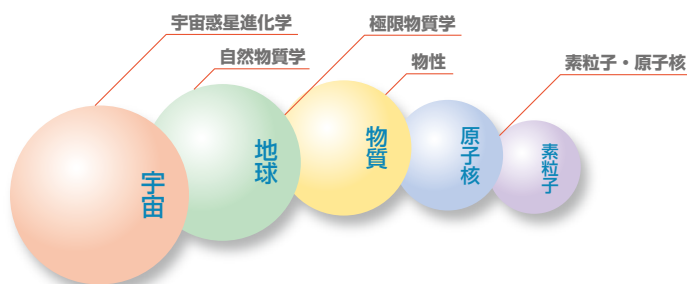 宇宙惑星進化学
極限物質学
自然物質学
物性
素粒子・原子核
宇宙
地球
物質
原子核
素粒子